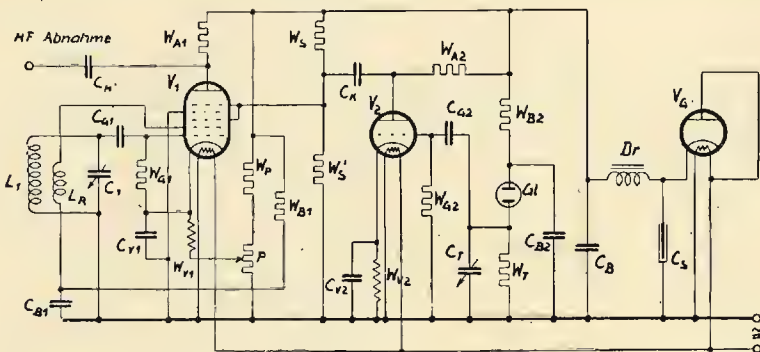 HF Abnahme
C_K'
W_A1
V_1
W_S
C_K
W_A2
V_2
V_G
C_G1
C_G2
W_B2
Dr
L_1
L_R
C_1
W_G1
W_P
W_B1
W_S'
W_G2
Gl
C_V1
W_V1
P
C_V2
W_V2
C_T
W_T
C_B2
C_B
C_S
C_B1